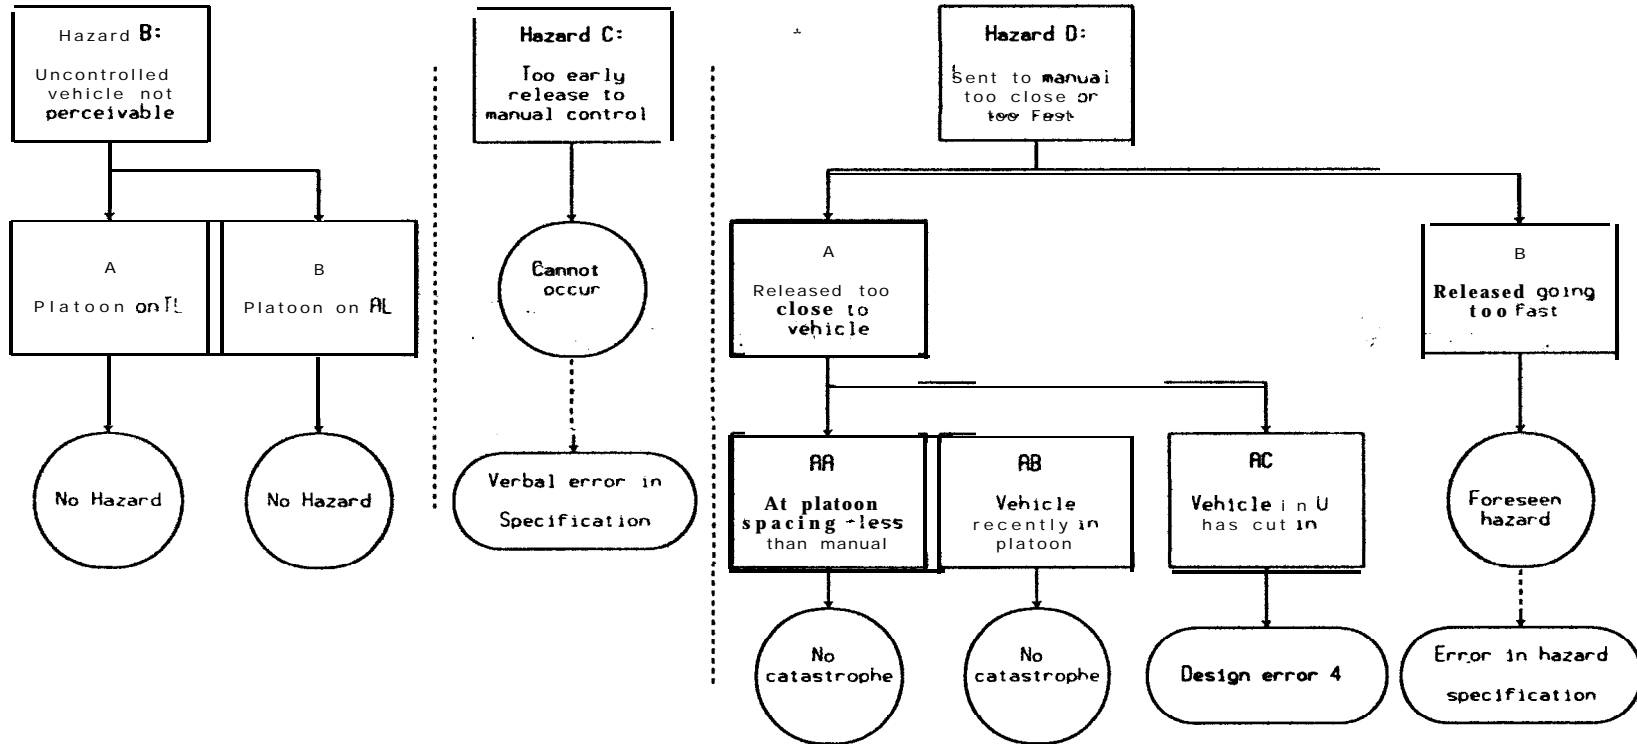 Hazard B:
Uncontrolled
vehicle not
perceivable
A
Platoon on TL
B
Platoon on AL
No Hazard
No Hazard
Hazard C:
Too early
release to
manual control
Cannot
occur
Verbal error in
Specification
Hazard D:
Sent to manual
too close or
too Fast
A
Released too
close to
vehicle
B
Released going
too fast
AA
At platoon
spacing -less
than manual
AB
Vehicle
recently in
platoon
AC
Vehicle in U
has cut in
Foreseen
hazard
No
catastrophe
No
catastrophe
Design error 4
Error in hazard
specification